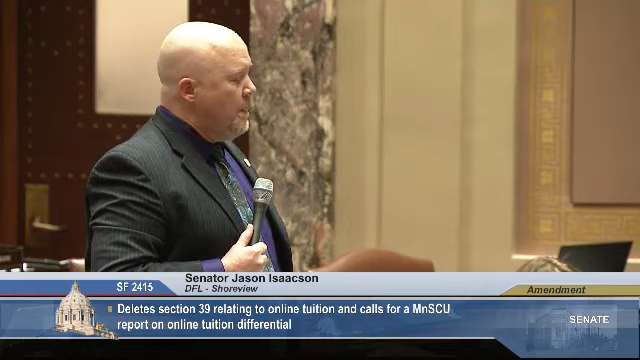 Senator Jason Isaacson
SF 2415
DFL - Shoreview
Amendment
Deletes section 39 relating to online tuition and calls for a MnSCU
report on online tuition differential
SENATE